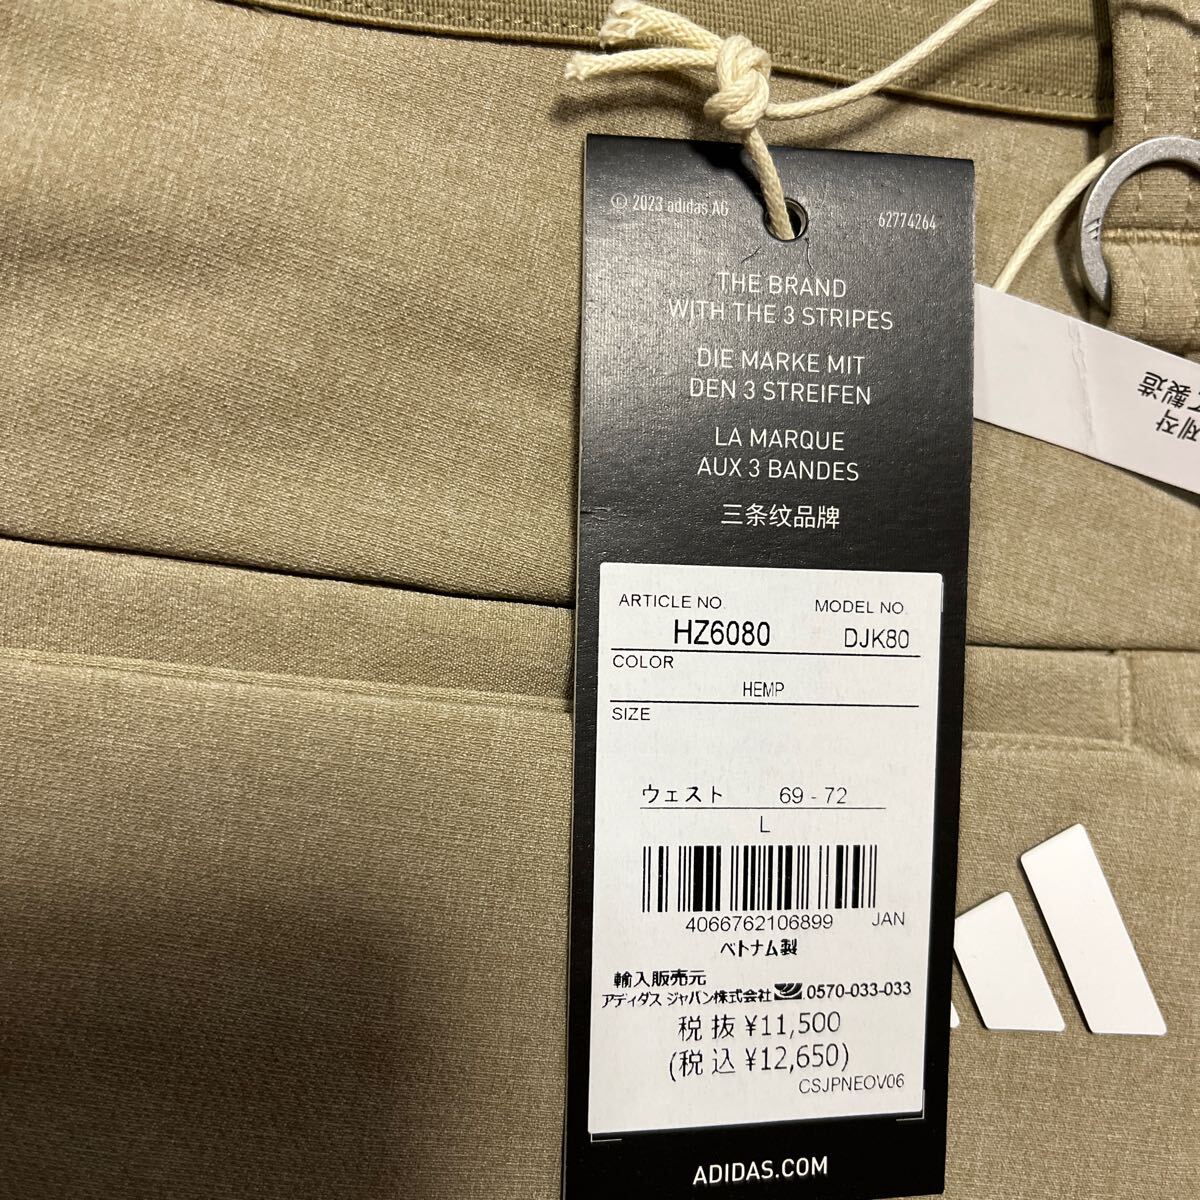 © 2023 adidas AG
62774264
THE BRAND
WITH THE 3 STRIPES
DIE MARKE MIT
DEN 3 STREIFEN
LA MARQUE
AUX 3 BANDES
三条纹品牌
ARTICLE NO.
MODEL NO.
HZ6080
DJK80
COLOR
HEMP
SIZE
ウェスト 69 - 72
L
4066762106899 JAN
ベトナム製
輸入販売元
アディダス ジャパン株式会社 0570-033-033
税抜 ¥11,500
(税込 ¥12,650)
CSJPNEOV06
ADIDAS.COM
제작
製造